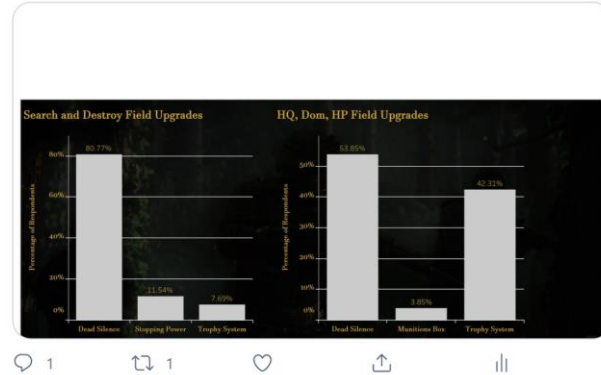 Search and Destroy Field Upgrades
Percentage of Respondents
80%
60%
40%
20%
0%
80.77%
11.54%
7.69%
Dead Silence
Stopping Power
Trophy System
HQ, Dom, HP Field Upgrades
Percentage of Respondents
50%
40%
30%
20%
10%
0%
53.85%
3.85%
42.31%
Dead Silence
Munitions Box
Trophy System
1
1